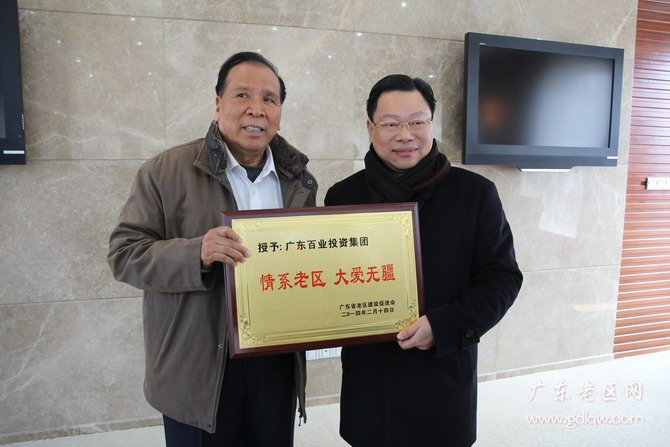 授予：广东百业投资集团
情系老区 大爱无疆
广东省老区建设促进会
二〇一四年二月十四日
广东老区网
www.gdlqw.com